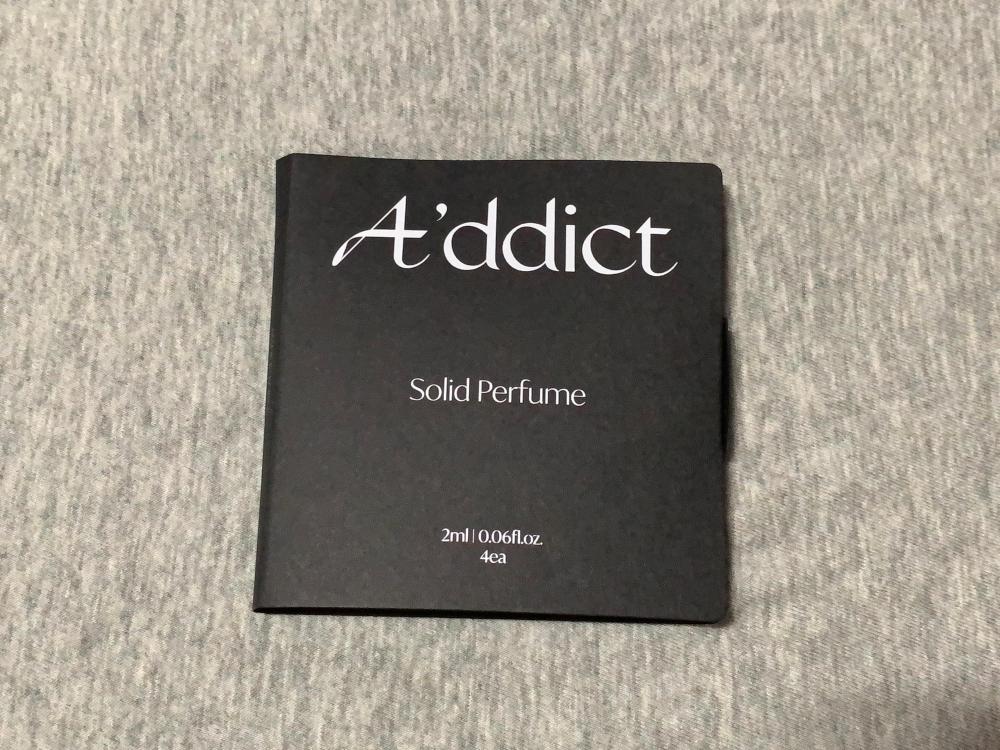 A'ddict
Solid Perfume
2ml | 0.06fl.oz.
4ea